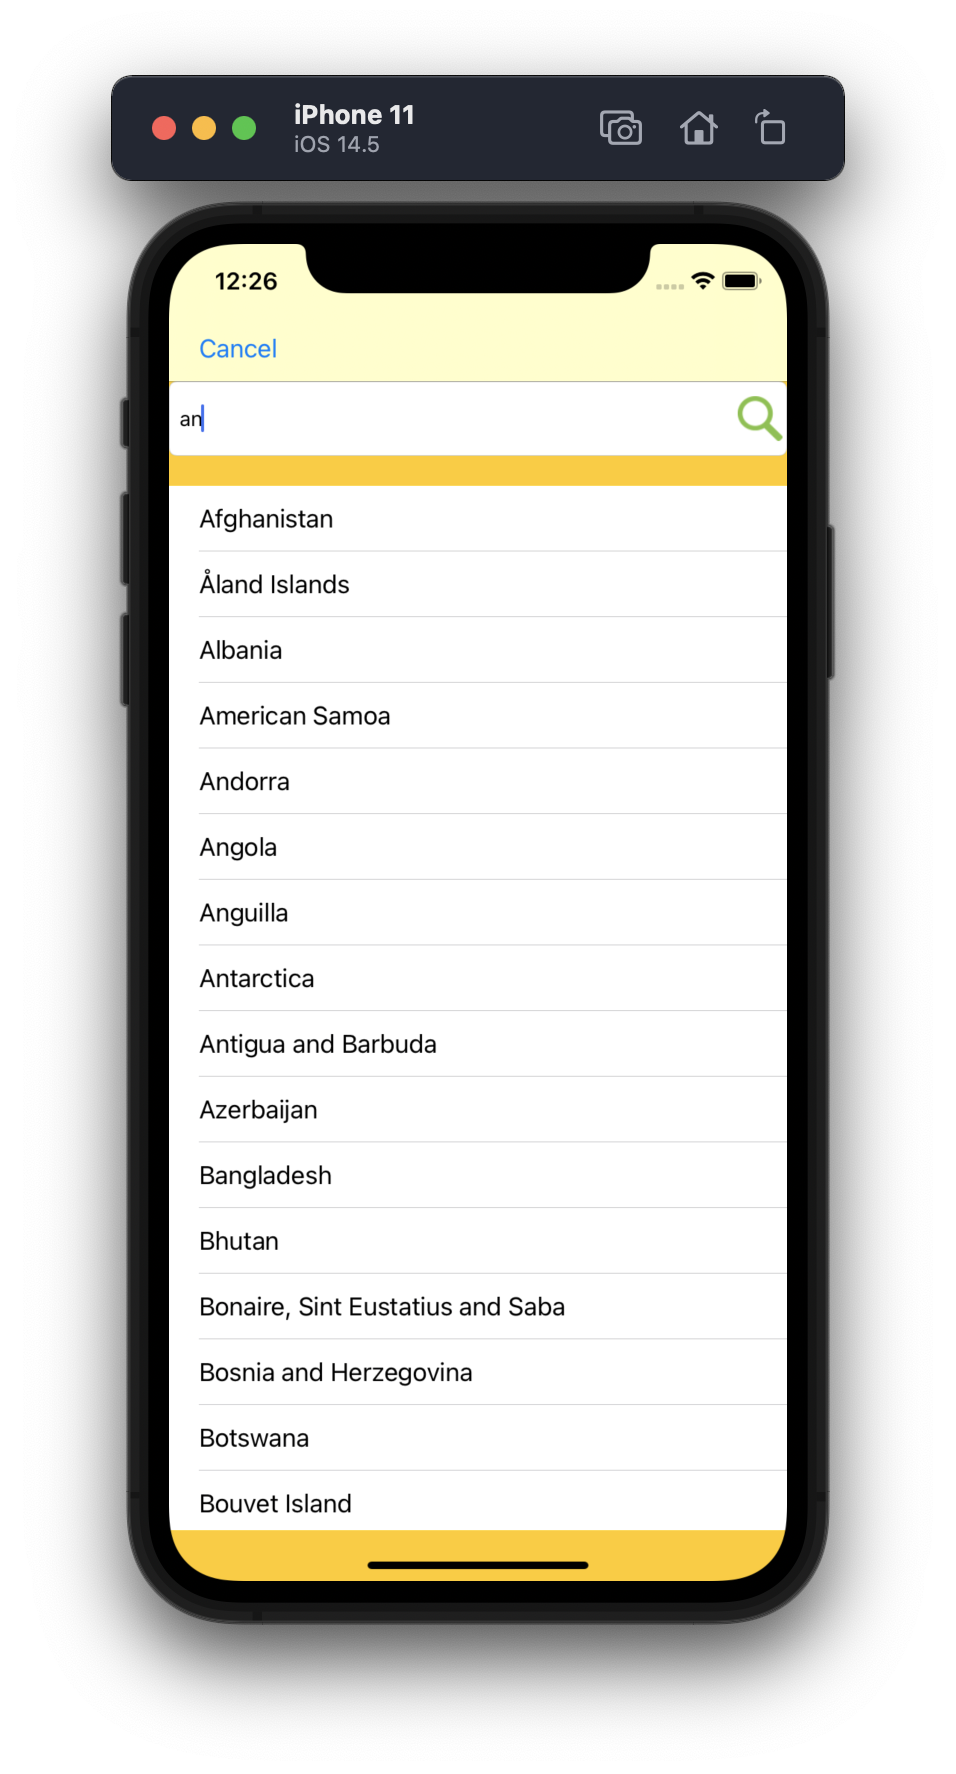 iPhone 11
iOS 14.5
12:26
Cancel
an
Afghanistan
Åland Islands
Albania
American Samoa
Andorra
Angola
Anguilla
Antarctica
Antigua and Barbuda
Azerbaijan
Bangladesh
Bhutan
Bonaire, Sint Eustatius and Saba
Bosnia and Herzegovina
Botswana
Bouvet Island